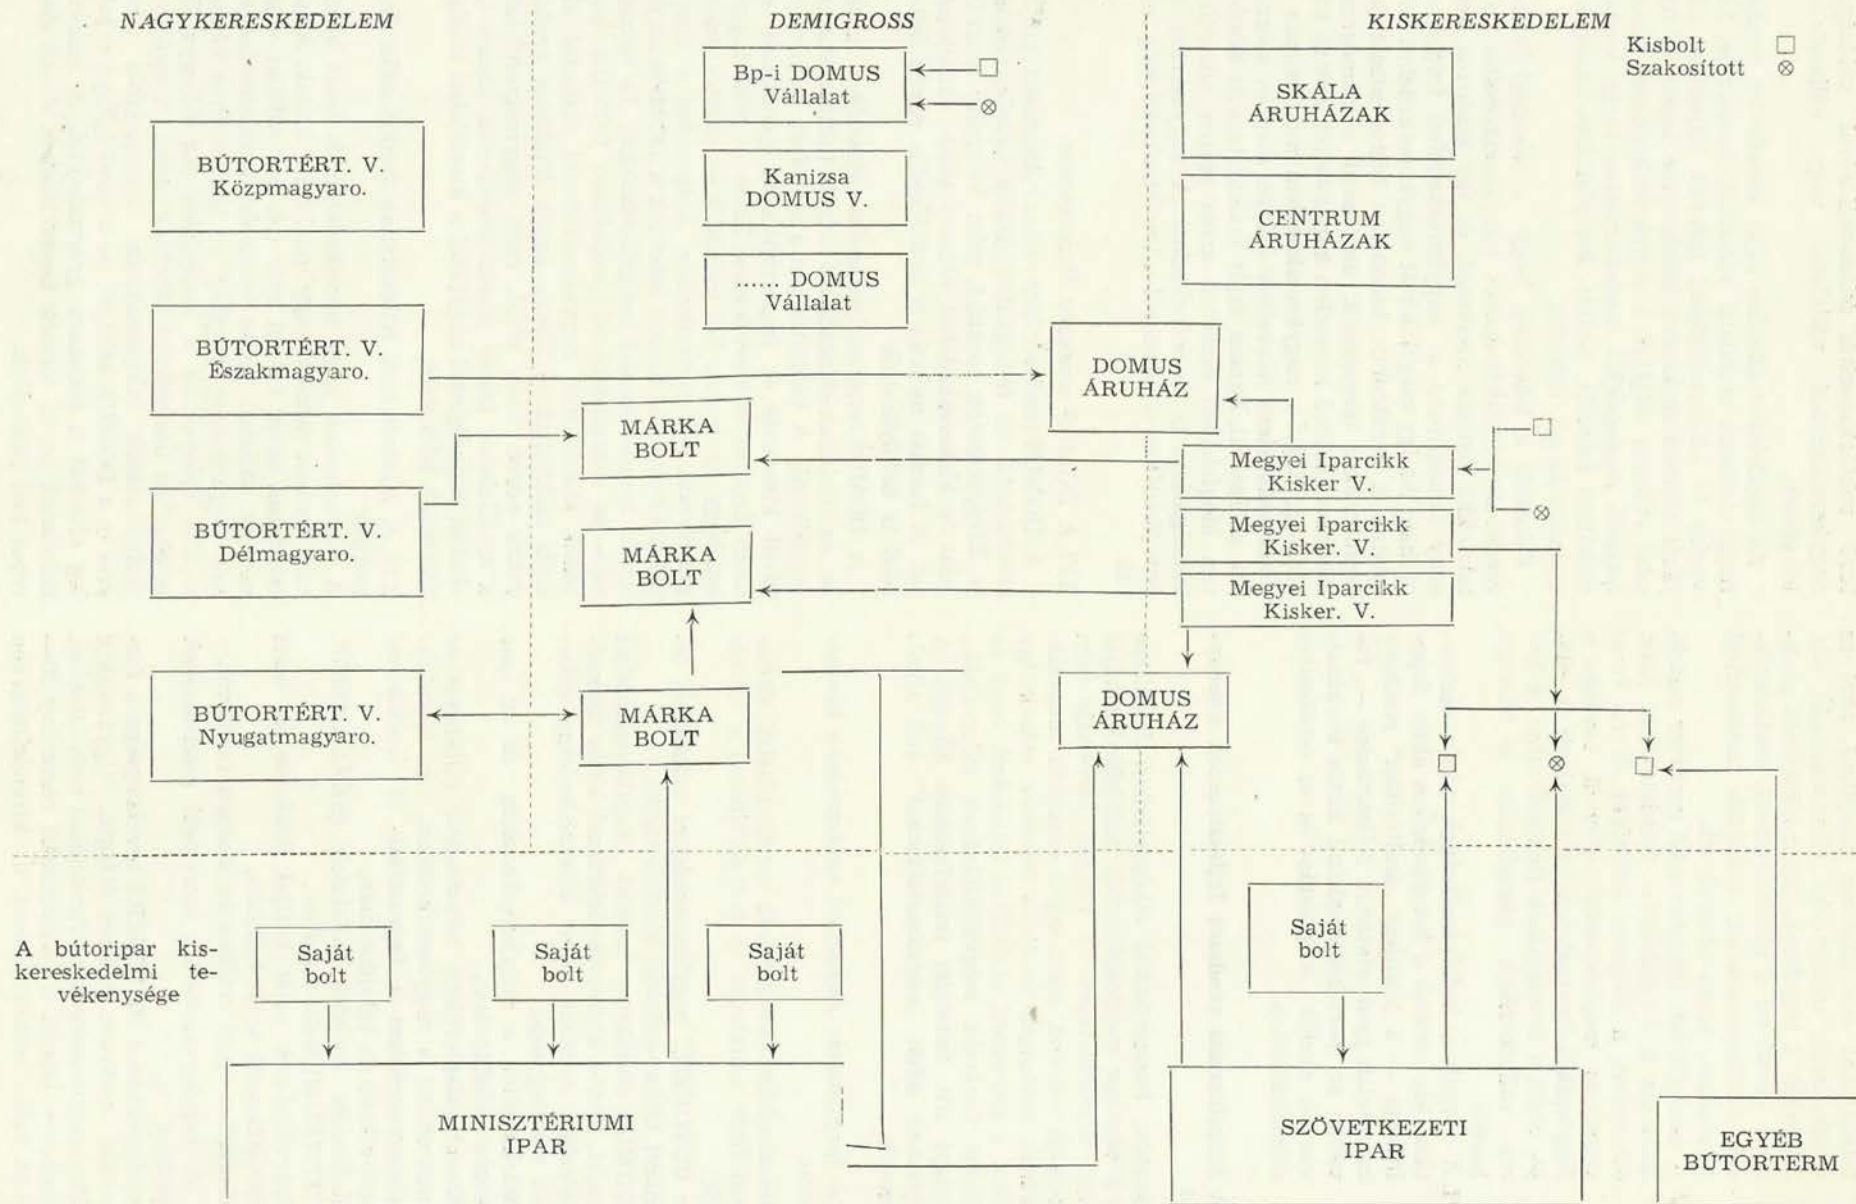 NAGYKERESKEDELEM
DEMIGROSS
KISKERESKEDELEM
Kisbolt
Szakosított
Bp-i DOMUS
Vállalat
SKÁLA
ÁRUHÁZAK
BÚTORTÉRT. V.
Közpmagyaro.
Kanizsa
DOMUS V.
CENTRUM
ÁRUHÁZAK
...... DOMUS
Vállalat
BÚTORTÉRT. V.
Északmagyaro.
DOMUS
ÁRUHÁZ
MÁRKA
BOLT
Megyei Iparcikk
Kisker V.
BÚTORTÉRT. V.
Délmagyaro.
Megyei Iparcikk
Kisker. V.
MÁRKA
BOLT
Megyei Iparcikk
Kisker. V.
BÚTORTÉRT. V.
Nyugatmagyaro.
MÁRKA
BOLT
DOMUS
ÁRUHÁZ
A bútoripar kis-
kereskedelmi te-
vékenysége
Saját
bolt
Saját
bolt
Saját
bolt
Saját
bolt
MINISZTÉRIUMI
IPAR
SZÖVETKEZETI
IPAR
EGYÉB
BÚTORTERM